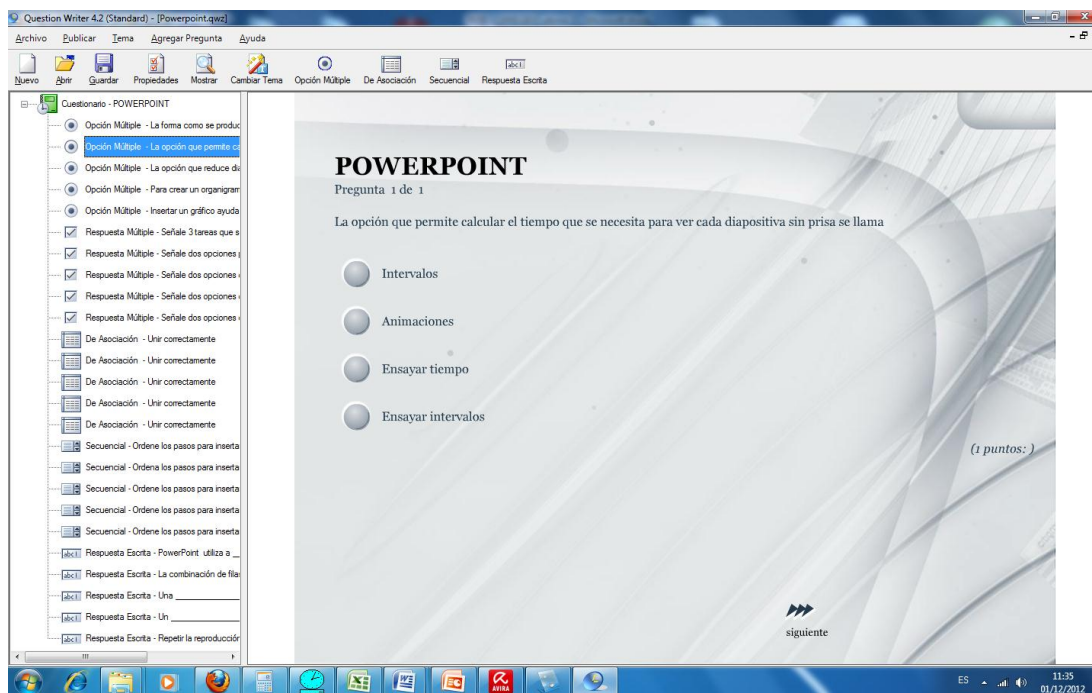 Question Writer 4.2 (Standard) - [Powerpoint.qwz]
Archivo Publicar Tema Agregar Pregunta Ayuda
Nuevo Abrir Guardar Propiedades Mostrar Cambiar Tema Opción Múltiple De Asociación Secuencial Respuesta Escrita
Cuestionario - POWERPOINT
Opción Múltiple - La forma como se produc
Opción Múltiple - La opción que permite ca
Opción Múltiple - La opción que reduce dia
Opción Múltiple - Para crear un organigram
Opción Múltiple - Insertar un gráfico ayuda
Respuesta Múltiple - Señale 3 tareas que s
Respuesta Múltiple - Señale dos opciones
Respuesta Múltiple - Señale dos opciones
Respuesta Múltiple - Señale dos opciones
Respuesta Múltiple - Señale dos opciones
De Asociación - Unir correctamente
De Asociación - Unir correctamente
De Asociación - Unir correctamente
De Asociación - Unir correctamente
De Asociación - Unir correctamente
Secuencial - Ordene los pasos para inserta
Secuencial - Ordena los pasos para inserta
Secuencial - Ordene los pasos para inserta
Secuencial - Ordene los pasos para inserta
Secuencial - Ordene los pasos para inserta
Respuesta Escrita - PowerPoint utiliza a __
Respuesta Escrita - La combinación de filas
Respuesta Escrita - Una __________
Respuesta Escrita - Un __________
Respuesta Escrita - Repetir la reproducción
POWERPOINT
Pregunta 1 de 1
La opción que permite calcular el tiempo que se necesita para ver cada diapositiva sin prisa se llama
Intervalos
Animaciones
Ensayar tiempo
Ensayar intervalos
(1 puntos: )
siguiente
AVIRA
ES
11:35
01/12/2012